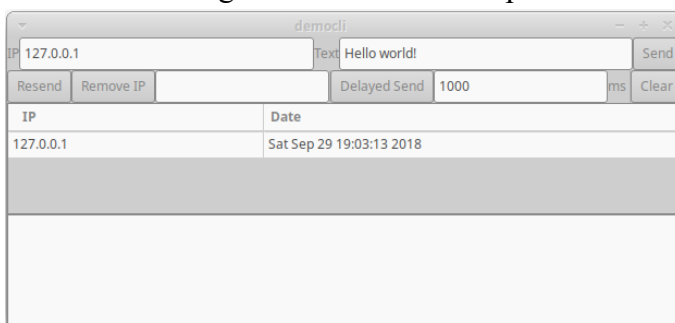 democli
IP 127.0.0.1 Text Hello world! Send
Resend Remove IP Delayed Send 1000 ms Clear
IP Date
127.0.0.1 Sat Sep 29 19:03:13 2018